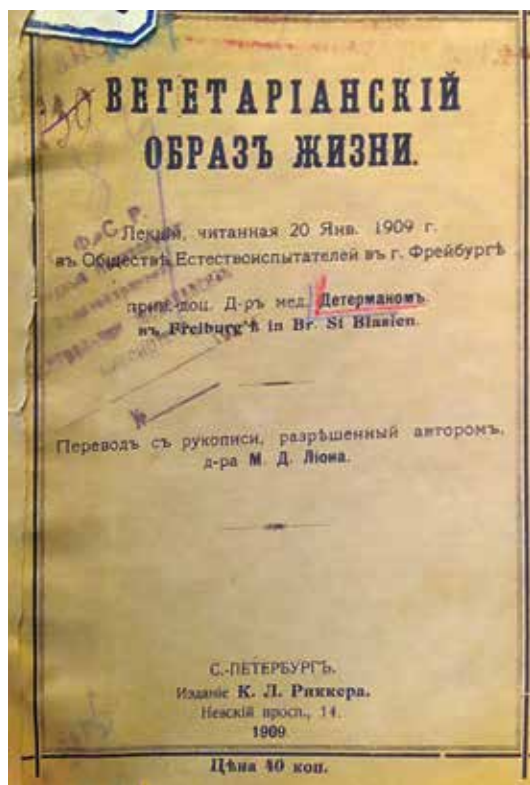 ВЕГЕТАРІАНСКІЙ
ОБРАЗЪ ЖИЗНИ.
Лекція, читанная 20 Янв. 1909 г.
въ Обществѣ Естествоиспытателей въ г. Фрейбургѣ
прив.-доц. Д-ръ мед. Детерманомъ
въ Freiburg'ѣ in Br. St Blasien.
Переводъ съ рукописи, разрѣшенный авторомъ,
д-ра М. Д. Ліона.
С.-ПЕТЕРБУРГЪ.
Изданіе К. Л. Риккера.
Невскій просп., 14.
1909
Цѣна 40 коп.
С. Ф. С. Р.
№